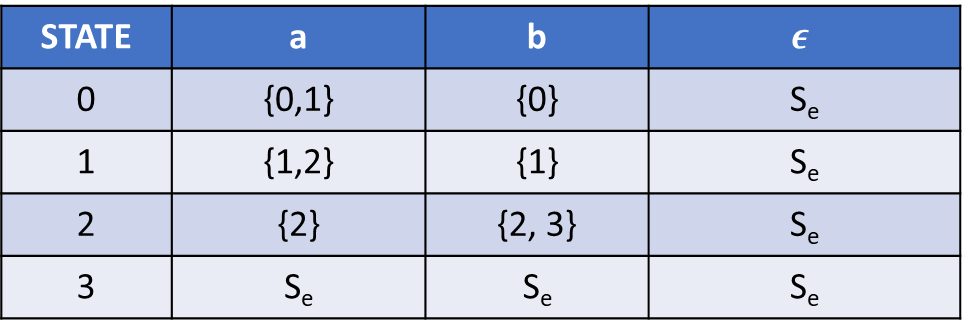 STATE a b ϵ
0 {0,1} {0} Sₑ
1 {1,2} {1} Sₑ
2 {2} {2, 3} Sₑ
3 Sₑ Sₑ Sₑ